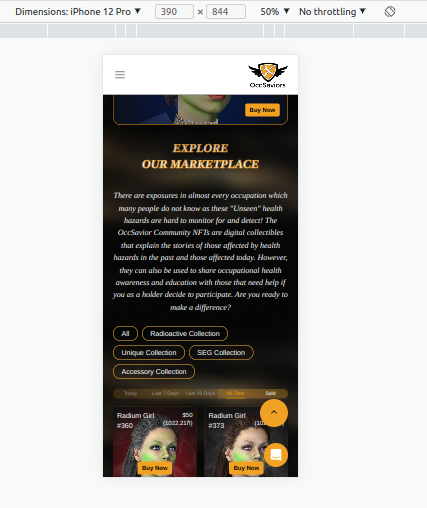 Dimensions: iPhone 12 Pro ▼ 390 × 844 50% ▼ No throttling ▼
OccSaviors
Buy Now
EXPLORE
OUR MARKETPLACE
There are exposures in almost every occupation which
many people do not know as these "Unseen" health
hazards are hard to monitor for and detect! The
OccSavior Community NFTs are digital collectibles
that explain the stories of those affected by health
hazards in the past and those affected today. However,
they can also be used to share occupational health
awareness and education with those that need help if
you as a holder decide to participate. Are you ready to
make a difference?
All Radioactive Collection
Unique Collection SEG Collection
Accessory Collection
Today Last 7 Days Last 30 Days All Time Sold
Radium Girl $50 Radium Girl
#360 #373
Buy Now Buy Now